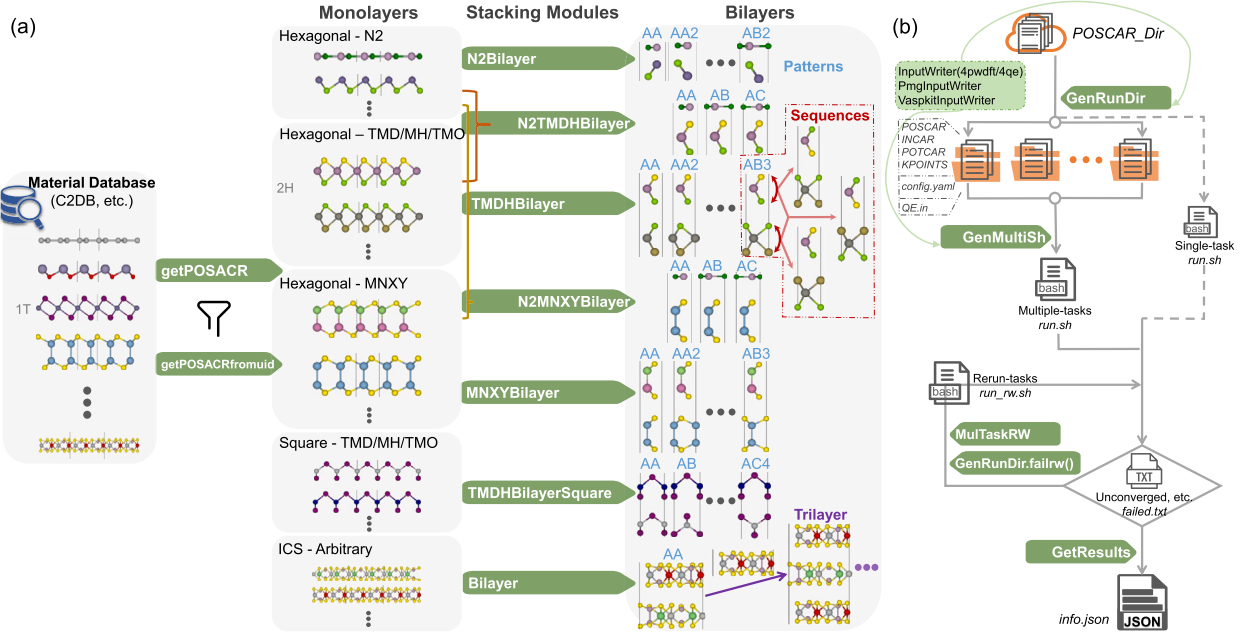 (a)
Monolayers
Stacking Modules
Bilayers
Material Database
(C2DB, etc.)
1T
getPOSACR
getPOSACRfromuid
Hexagonal - N2
Hexagonal – TMD/MH/TMO
2H
Hexagonal - MNXY
Square - TMD/MH/TMO
ICS - Arbitrary
N2Bilayer
N2TMDHBilayer
TMDHBilayer
N2MNXYBilayer
MNXYBilayer
TMDHBilayerSquare
Bilayer
AA AA2 AB2
Patterns
AA AB AC
Sequences
AA AA2 AB3
AA AB AC
AA AA2 AB3
AA AB AC4
Trilayer
AA
(b)
POSCAR_Dir
InputWriter(4pwdft/4qe)
PmgInputWriter
VaspkitInputWriter
GenRunDir
POSCAR
INCAR
POTCAR
KPOINTS
config.yaml
QE.in
GenMultiSh
bash
Single-task
run.sh
bash
Multiple-tasks
run.sh
bash
Rerun-tasks
run_rw.sh
MulTaskRW
GenRunDir.failrw()
TXT
Unconverged, etc.
failed.txt
GetResults
info.json
JSON